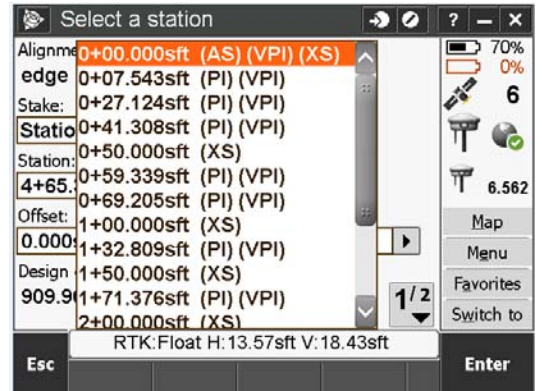 Select a station
? – X
Alignme
edge
Stake:
Statio
Station:
4+65.
Offset:
0.000
Design
909.9
0+00.000sft (AS) (VPI) (XS)
0+07.543sft (PI) (VPI)
0+27.124sft (PI) (VPI)
0+41.308sft (PI) (VPI)
0+50.000sft (XS)
0+59.339sft (PI) (VPI)
0+69.205sft (PI) (VPI)
1+00.000sft (XS)
1+32.809sft (PI) (VPI)
1+50.000sft (XS)
1+71.376sft (PI) (VPI)
2+00.000sft (XS)
1/2
70%
0%
6
6.562
Map
Menu
Favorites
Switch to
RTK:Float H:13.57sft V:18.43sft
Esc
Enter